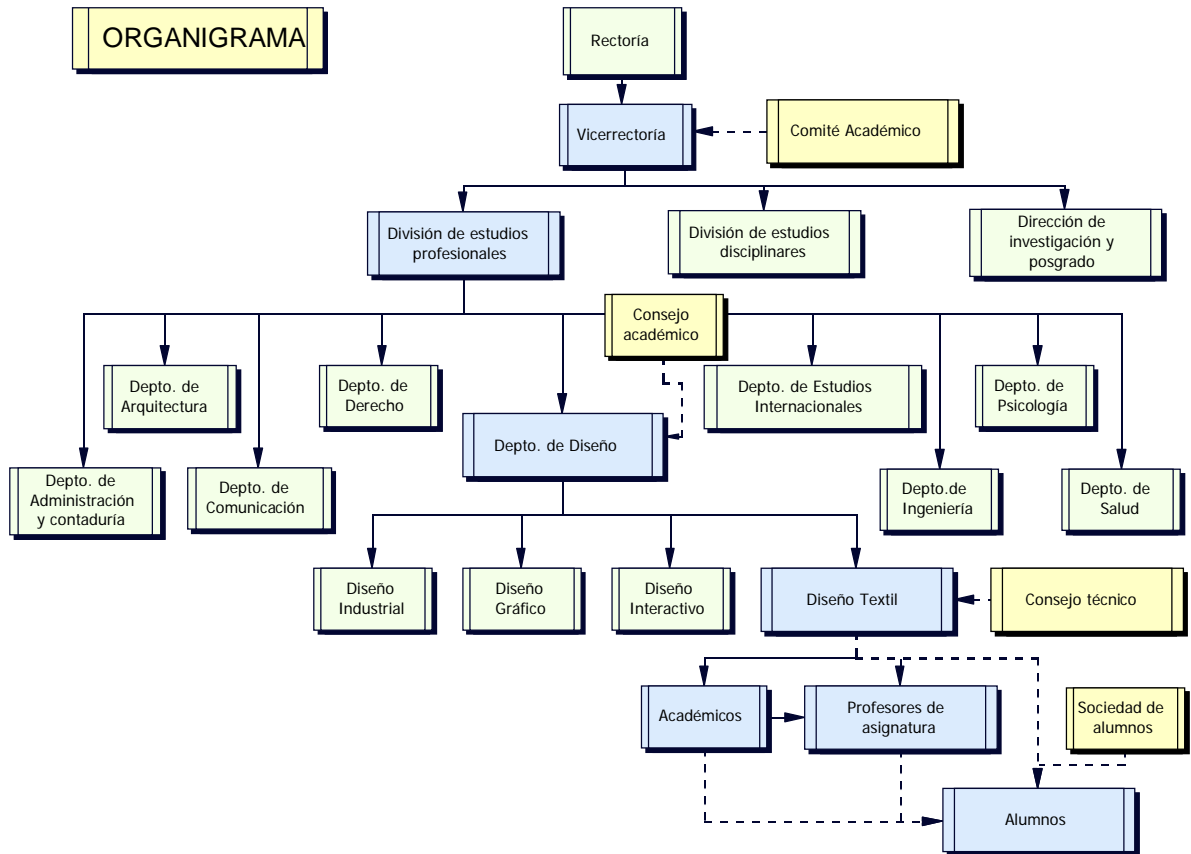 ORGANIGRAMA
Rectoría
Vicerrectoría
Comité Académico
División de estudios
profesionales
División de estudios
disciplinares
Dirección de
investigación y
posgrado
Consejo
académico
Depto. de
Arquitectura
Depto. de
Derecho
Depto. de Estudios
Internacionales
Depto. de
Psicología
Depto. de Diseño
Depto. de
Administración
y contaduría
Depto. de
Comunicación
Depto.de
Ingeniería
Depto. de
Salud
Diseño
Industrial
Diseño
Gráfico
Diseño
Interactivo
Diseño Textil
Consejo técnico
Académicos
Profesores de
asignatura
Sociedad de
alumnos
Alumnos